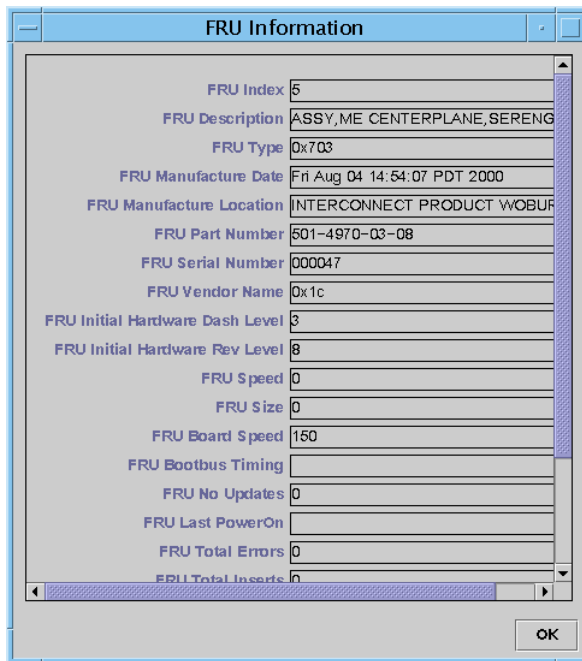 FRU Information
FRU Index 5
FRU Description ASSY,ME CENTERPLANE,SERENG
FRU Type 0x703
FRU Manufacture Date Fri Aug 04 14:54:07 PDT 2000
FRU Manufacture Location INTERCONNECT PRODUCT WOBUR
FRU Part Number 501-4970-03-08
FRU Serial Number 000047
FRU Vendor Name 0x1c
FRU Initial Hardware Dash Level 3
FRU Initial Hardware Rev Level 8
FRU Speed 0
FRU Size 0
FRU Board Speed 150
FRU Bootbus Timing
FRU No Updates 0
FRU Last PowerOn
FRU Total Errors 0
FRU Total Inserts 0
OK